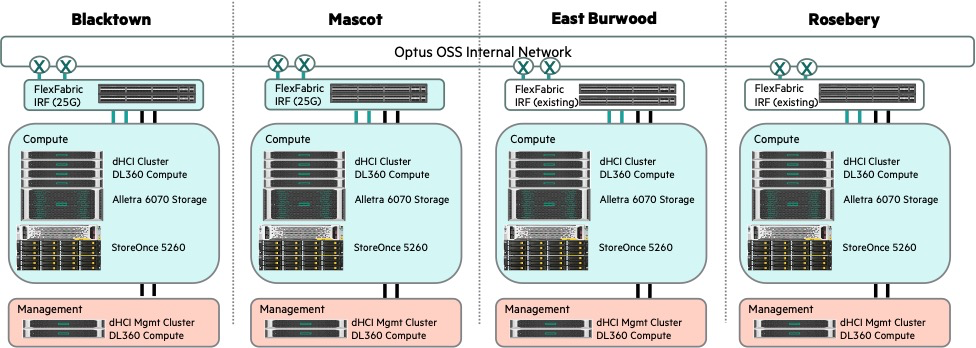 Blacktown
Mascot
East Burwood
Rosebery
Optus OSS Internal Network
X X X X X X X X
FlexFabric
IRF (25G)
FlexFabric
IRF (25G)
FlexFabric
IRF (existing)
FlexFabric
IRF (existing)
Compute
dHCI Cluster
DL360 Compute
Alletra 6070 Storage
StoreOnce 5260
Compute
dHCI Cluster
DL360 Compute
Alletra 6070 Storage
StoreOnce 5260
Compute
dHCI Cluster
DL360 Compute
Alletra 6070 Storage
StoreOnce 5260
Compute
dHCI Cluster
DL360 Compute
Alletra 6070 Storage
StoreOnce 5260
Management
dHCI Mgmt Cluster
DL360 Compute
Management
dHCI Mgmt Cluster
DL360 Compute
Management
dHCI Mgmt Cluster
DL360 Compute
Management
dHCI Mgmt Cluster
DL360 Compute